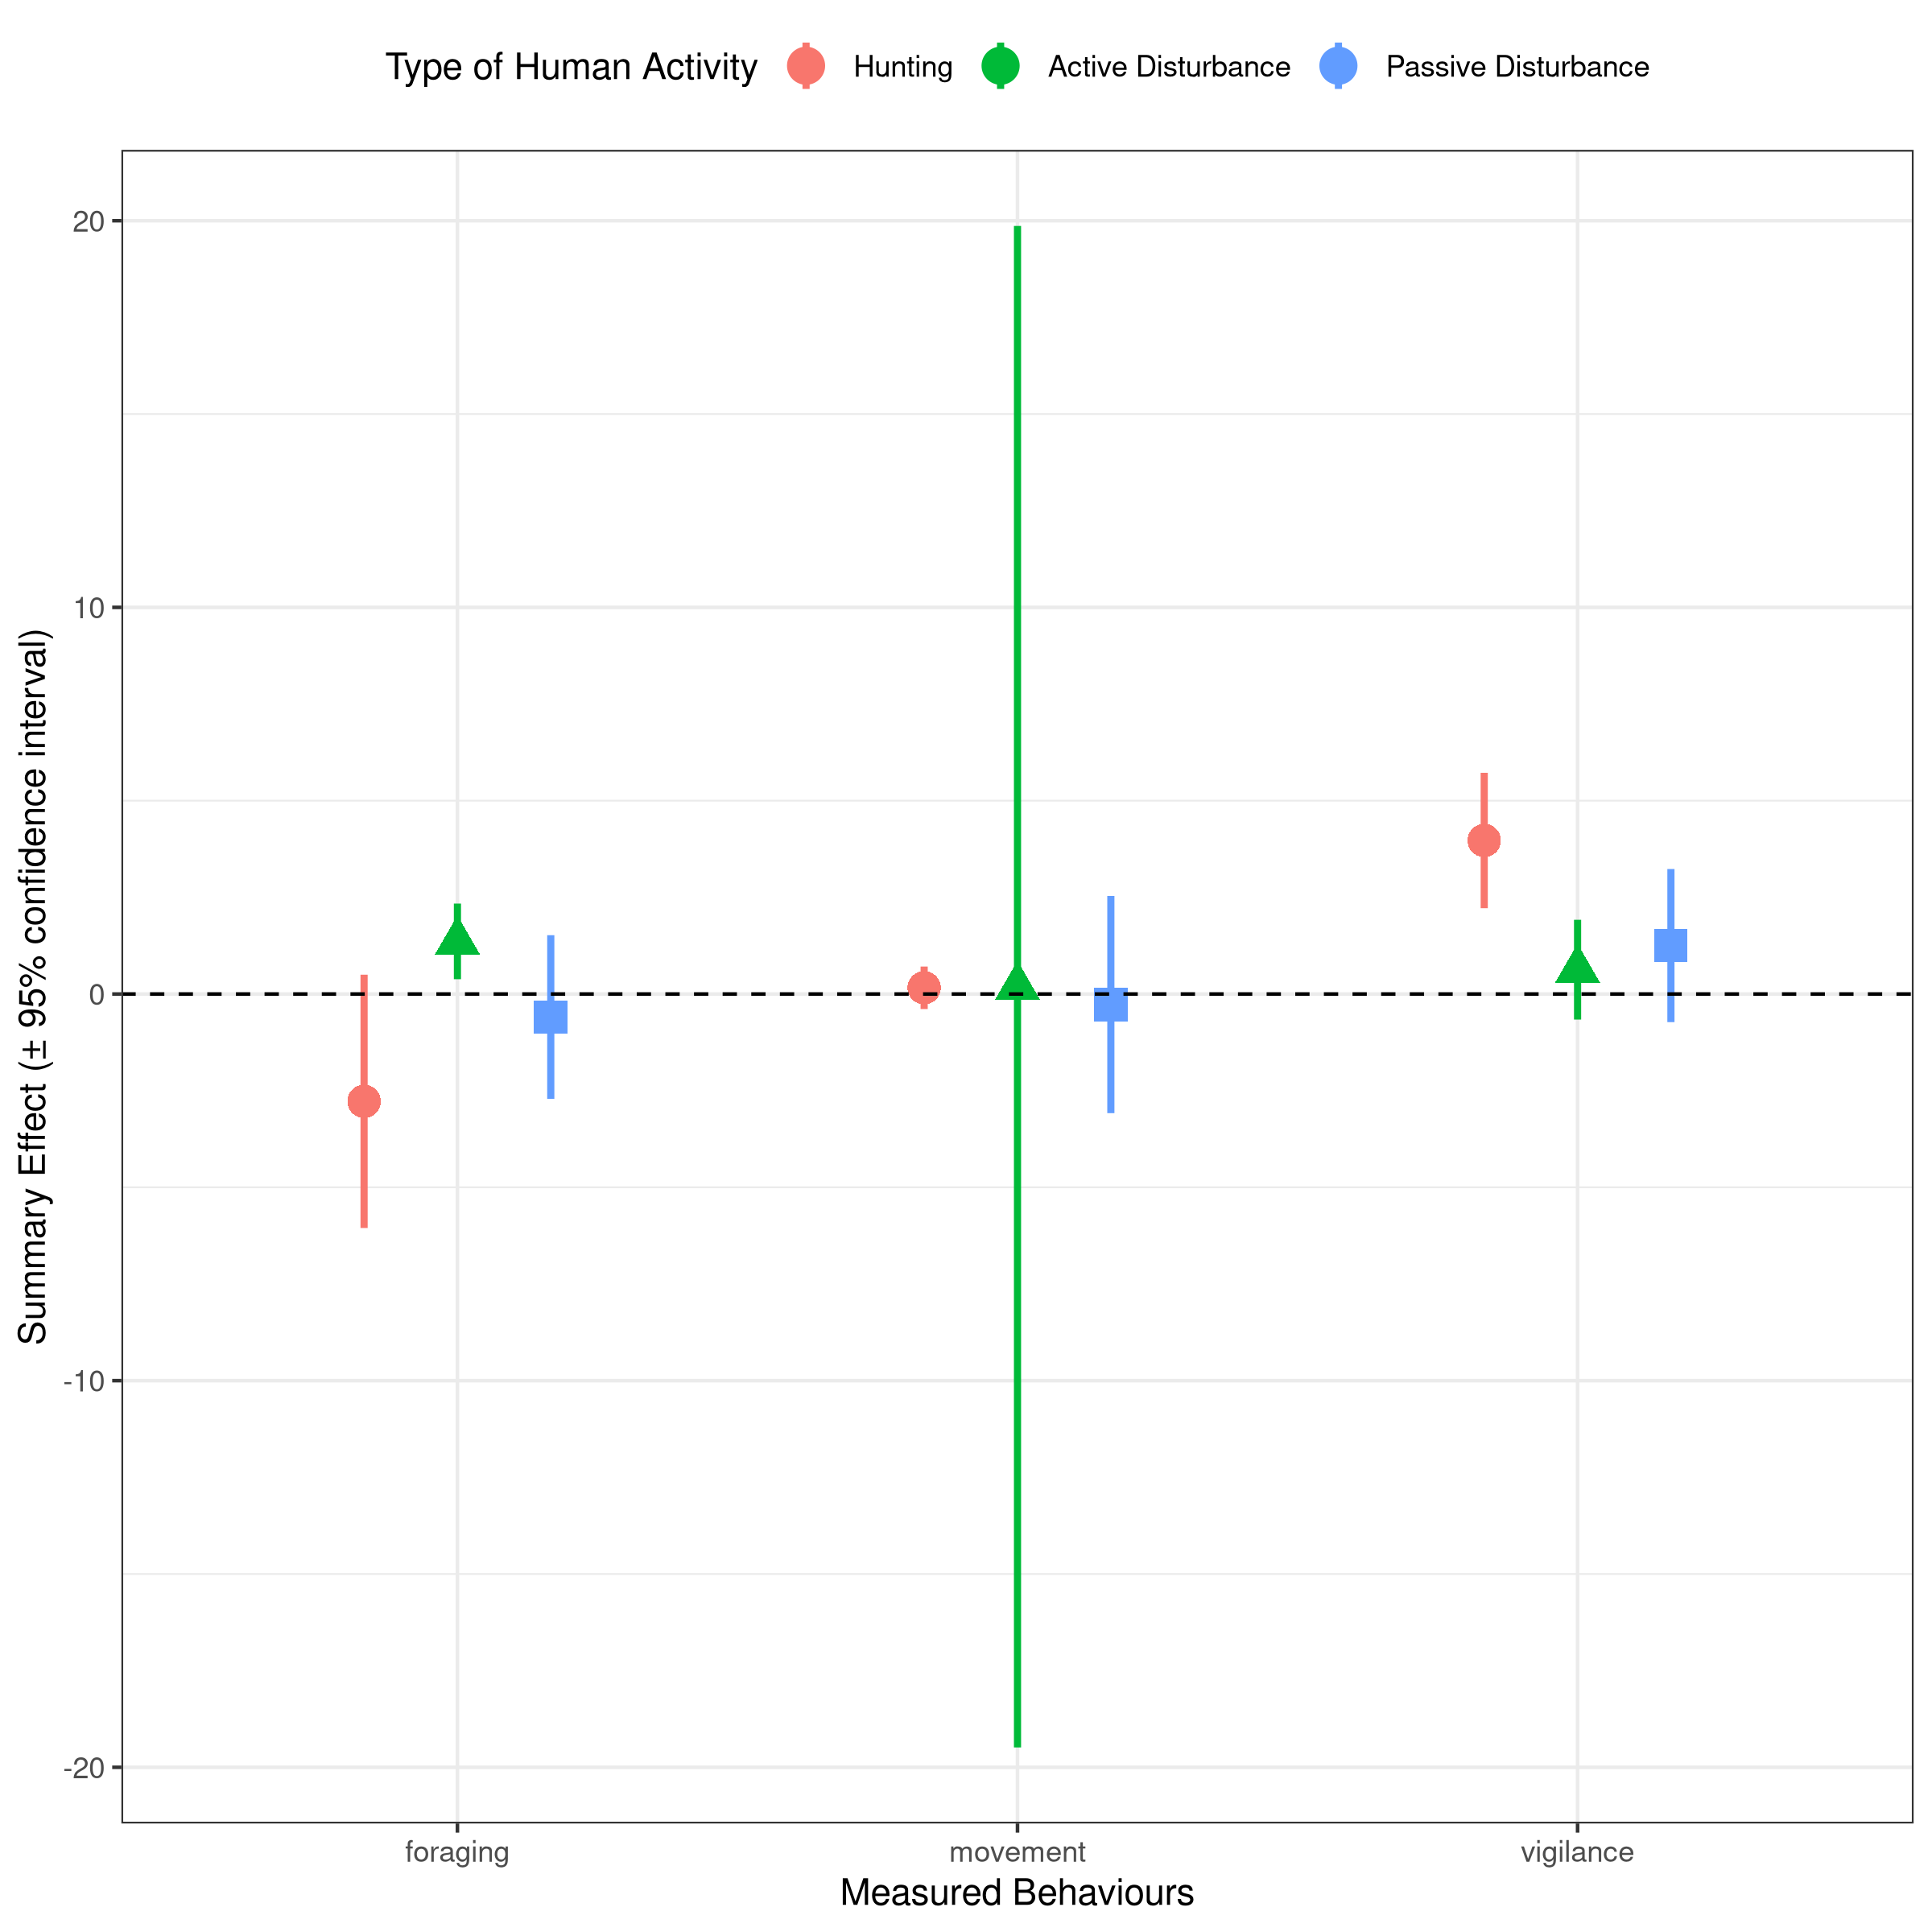 Type of Human Activity Hunting Active Disturbance Passive Disturbance
Summary Effect (± 95% confidence interval)
20
10
0
-10
-20
foraging movement vigilance
Measured Behaviours